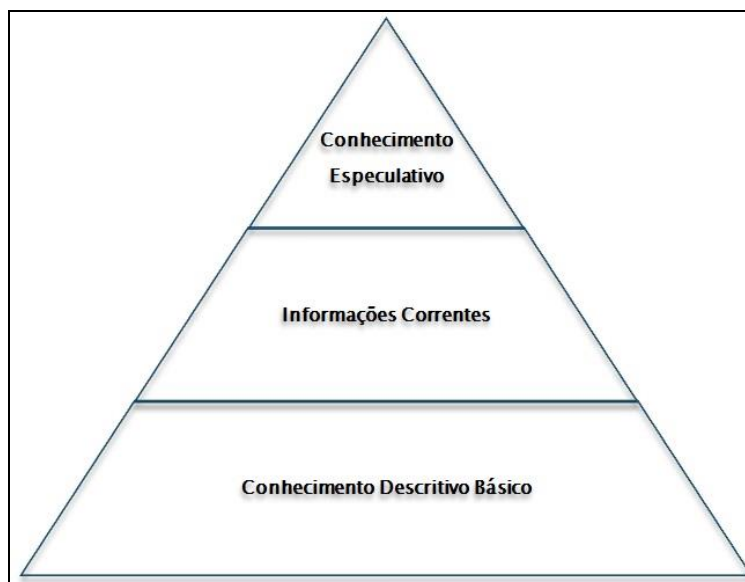 Conhecimento
Especulativo
Informações Correntes
Conhecimento Descritivo Básico